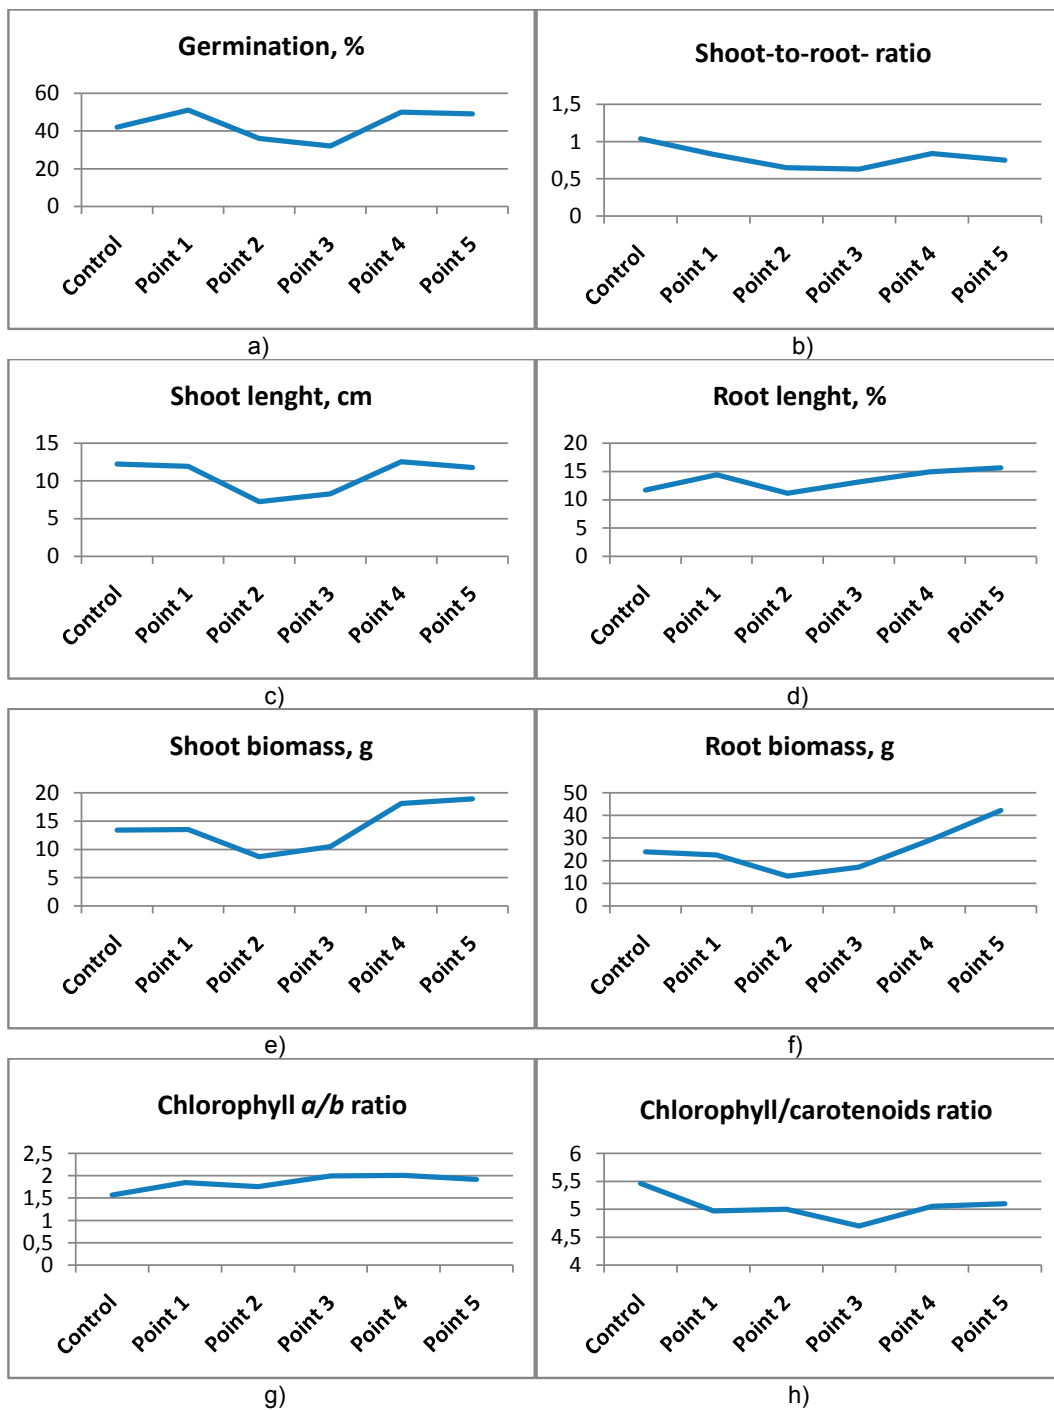 Germination, %
60
40
20
0
Control Point 1 Point 2 Point 3 Point 4 Point 5
a)
Shoot-to-root- ratio
1,5
1
0,5
0
Control Point 1 Point 2 Point 3 Point 4 Point 5
b)
Shoot lenght, cm
15
10
5
0
Control Point 1 Point 2 Point 3 Point 4 Point 5
c)
Root lenght, %
20
15
10
5
0
Control Point 1 Point 2 Point 3 Point 4 Point 5
d)
Shoot biomass, g
20
15
10
5
0
Control Point 1 Point 2 Point 3 Point 4 Point 5
e)
Root biomass, g
50
40
30
20
10
0
Control Point 1 Point 2 Point 3 Point 4 Point 5
f)
Chlorophyll a/b ratio
2,5
2
1,5
1
0,5
0
Control Point 1 Point 2 Point 3 Point 4 Point 5
g)
Chlorophyll/carotenoids ratio
6
5,5
5
4,5
4
Control Point 1 Point 2 Point 3 Point 4 Point 5
h)